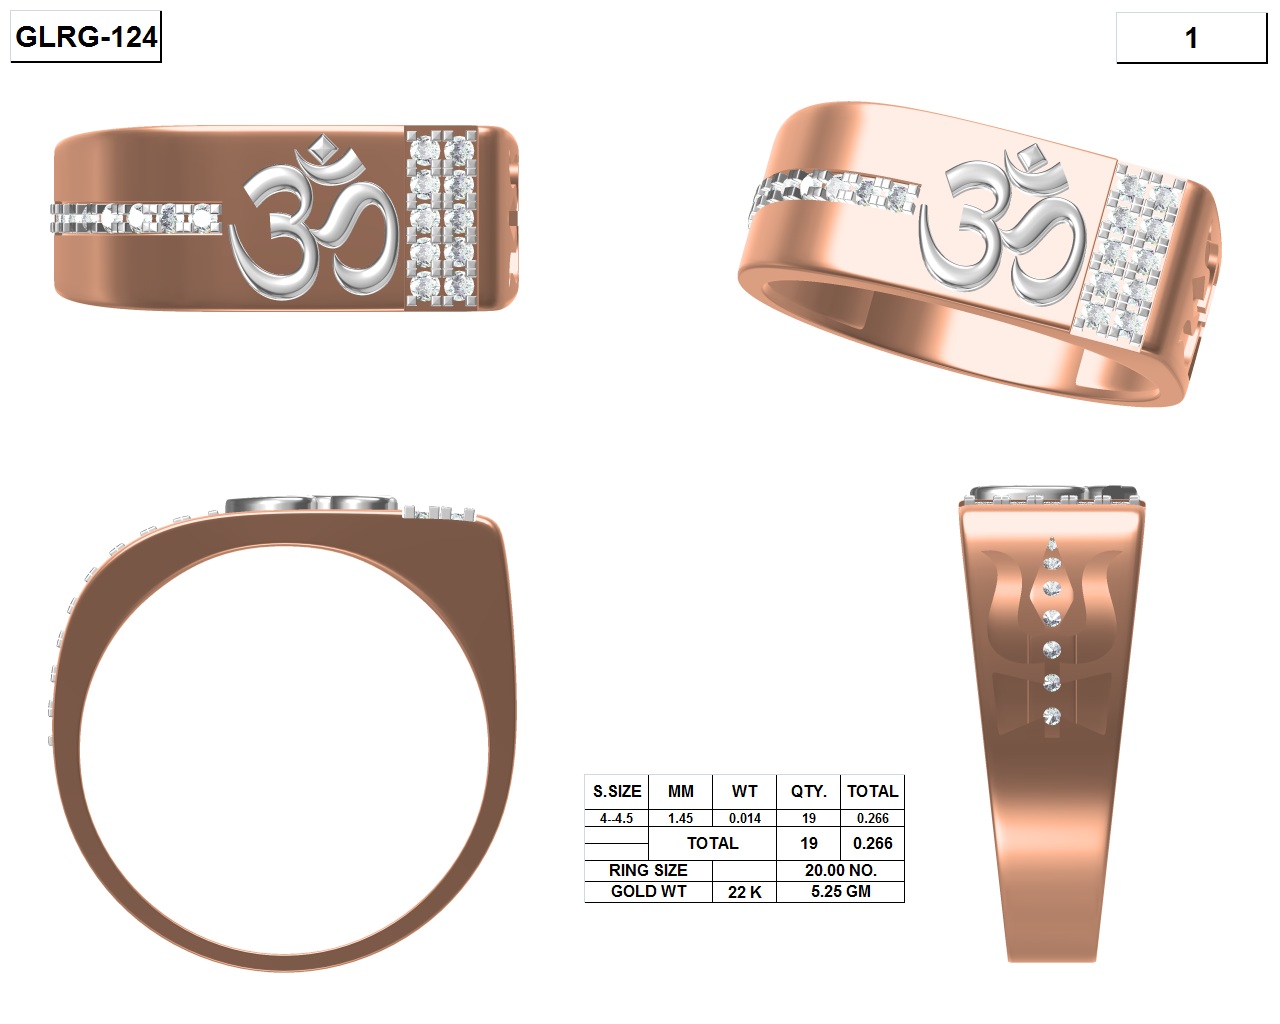 GLRG-124
1
ॐ
S.SIZE MM WT QTY. TOTAL
4--4.5 1.45 0.014 19 0.266
TOTAL 19 0.266
RING SIZE 20.00 NO.
GOLD WT 22 K 5.25 GM